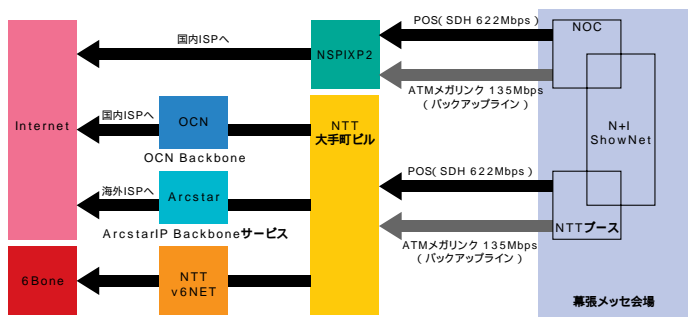 POS( SDH 622Mbps )
NOC
国内ISPへ
NSPIXP2
ATMメガリンク 135Mbps
( バックアップライン )
Internet
国内ISPへ
OCN
OCN Backbone
NTT
大手町ビル
N+I
ShowNet
海外ISPへ
Arcstar
ArcstarIP Backboneサービス
POS( SDH 622Mbps )
NTTブース
ATMメガリンク 135Mbps
( バックアップライン )
6Bone
NTT
v6NET
幕張メッセ会場